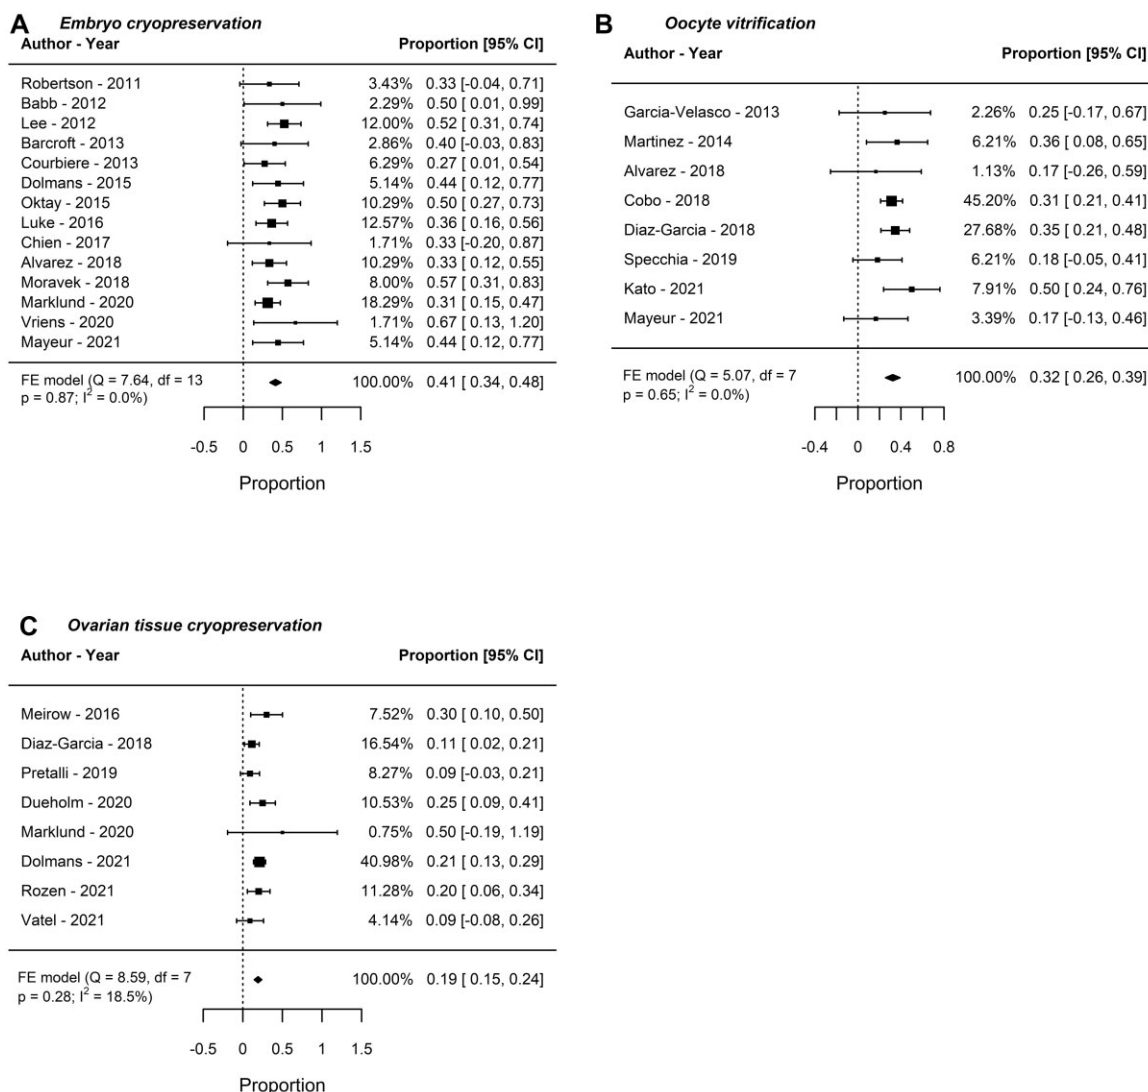 A Embryo cryopreservation
Author - Year Proportion [95% CI]
Robertson - 2011 3.43% 0.33 [-0.04, 0.71]
Babb - 2012 2.29% 0.50 [ 0.01, 0.99]
Lee - 2012 12.00% 0.52 [ 0.31, 0.74]
Barcroft - 2013 2.86% 0.40 [-0.03, 0.83]
Courbiere - 2013 6.29% 0.27 [ 0.01, 0.54]
Dolmans - 2015 5.14% 0.44 [ 0.12, 0.77]
Oktay - 2015 10.29% 0.50 [ 0.27, 0.73]
Luke - 2016 12.57% 0.36 [ 0.16, 0.56]
Chien - 2017 1.71% 0.33 [-0.20, 0.87]
Alvarez - 2018 10.29% 0.33 [ 0.12, 0.55]
Moravek - 2018 8.00% 0.57 [ 0.31, 0.83]
Marklund - 2020 18.29% 0.31 [ 0.15, 0.47]
Vriens - 2020 1.71% 0.67 [ 0.13, 1.20]
Mayeur - 2021 5.14% 0.44 [ 0.12, 0.77]
FE model (Q = 7.64, df = 13 100.00% 0.41 [ 0.34, 0.48]
p = 0.87; I² = 0.0%)
-0.5 0 0.5 1 1.5
Proportion
B Oocyte vitrification
Author - Year Proportion [95% CI]
Garcia-Velasco - 2013 2.26% 0.25 [-0.17, 0.67]
Martinez - 2014 6.21% 0.36 [ 0.08, 0.65]
Alvarez - 2018 1.13% 0.17 [-0.26, 0.59]
Cobo - 2018 45.20% 0.31 [ 0.21, 0.41]
Diaz-Garcia - 2018 27.68% 0.35 [ 0.21, 0.48]
Specchia - 2019 6.21% 0.18 [-0.05, 0.41]
Kato - 2021 7.91% 0.50 [ 0.24, 0.76]
Mayeur - 2021 3.39% 0.17 [-0.13, 0.46]
FE model (Q = 5.07, df = 7 100.00% 0.32 [ 0.26, 0.39]
p = 0.65; I² = 0.0%)
-0.4 0 0.4 0.8
Proportion
C Ovarian tissue cryopreservation
Author - Year Proportion [95% CI]
Meirow - 2016 7.52% 0.30 [ 0.10, 0.50]
Diaz-Garcia - 2018 16.54% 0.11 [ 0.02, 0.21]
Pretalli - 2019 8.27% 0.09 [-0.03, 0.21]
Dueholm - 2020 10.53% 0.25 [ 0.09, 0.41]
Marklund - 2020 0.75% 0.50 [-0.19, 1.19]
Dolmans - 2021 40.98% 0.21 [ 0.13, 0.29]
Rozen - 2021 11.28% 0.20 [ 0.06, 0.34]
Vatel - 2021 4.14% 0.09 [-0.08, 0.26]
FE model (Q = 8.59, df = 7 100.00% 0.19 [ 0.15, 0.24]
p = 0.28; I² = 18.5%)
-0.5 0 0.5 1 1.5
Proportion